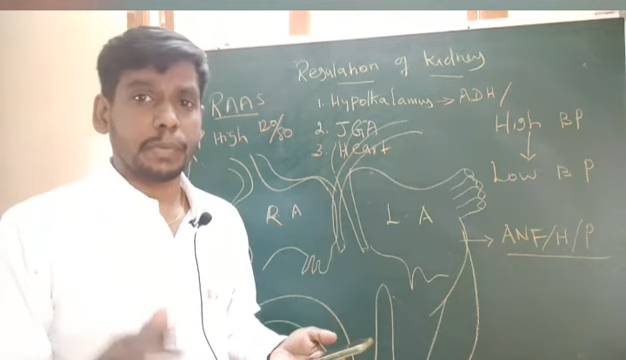 Regulation of Kidney
RAAS
High 120/80
1. Hypothalamus → ADH/
2. JGA
3. Heart
High BP
Low BP
RA
L.A
→ ANF/H/P